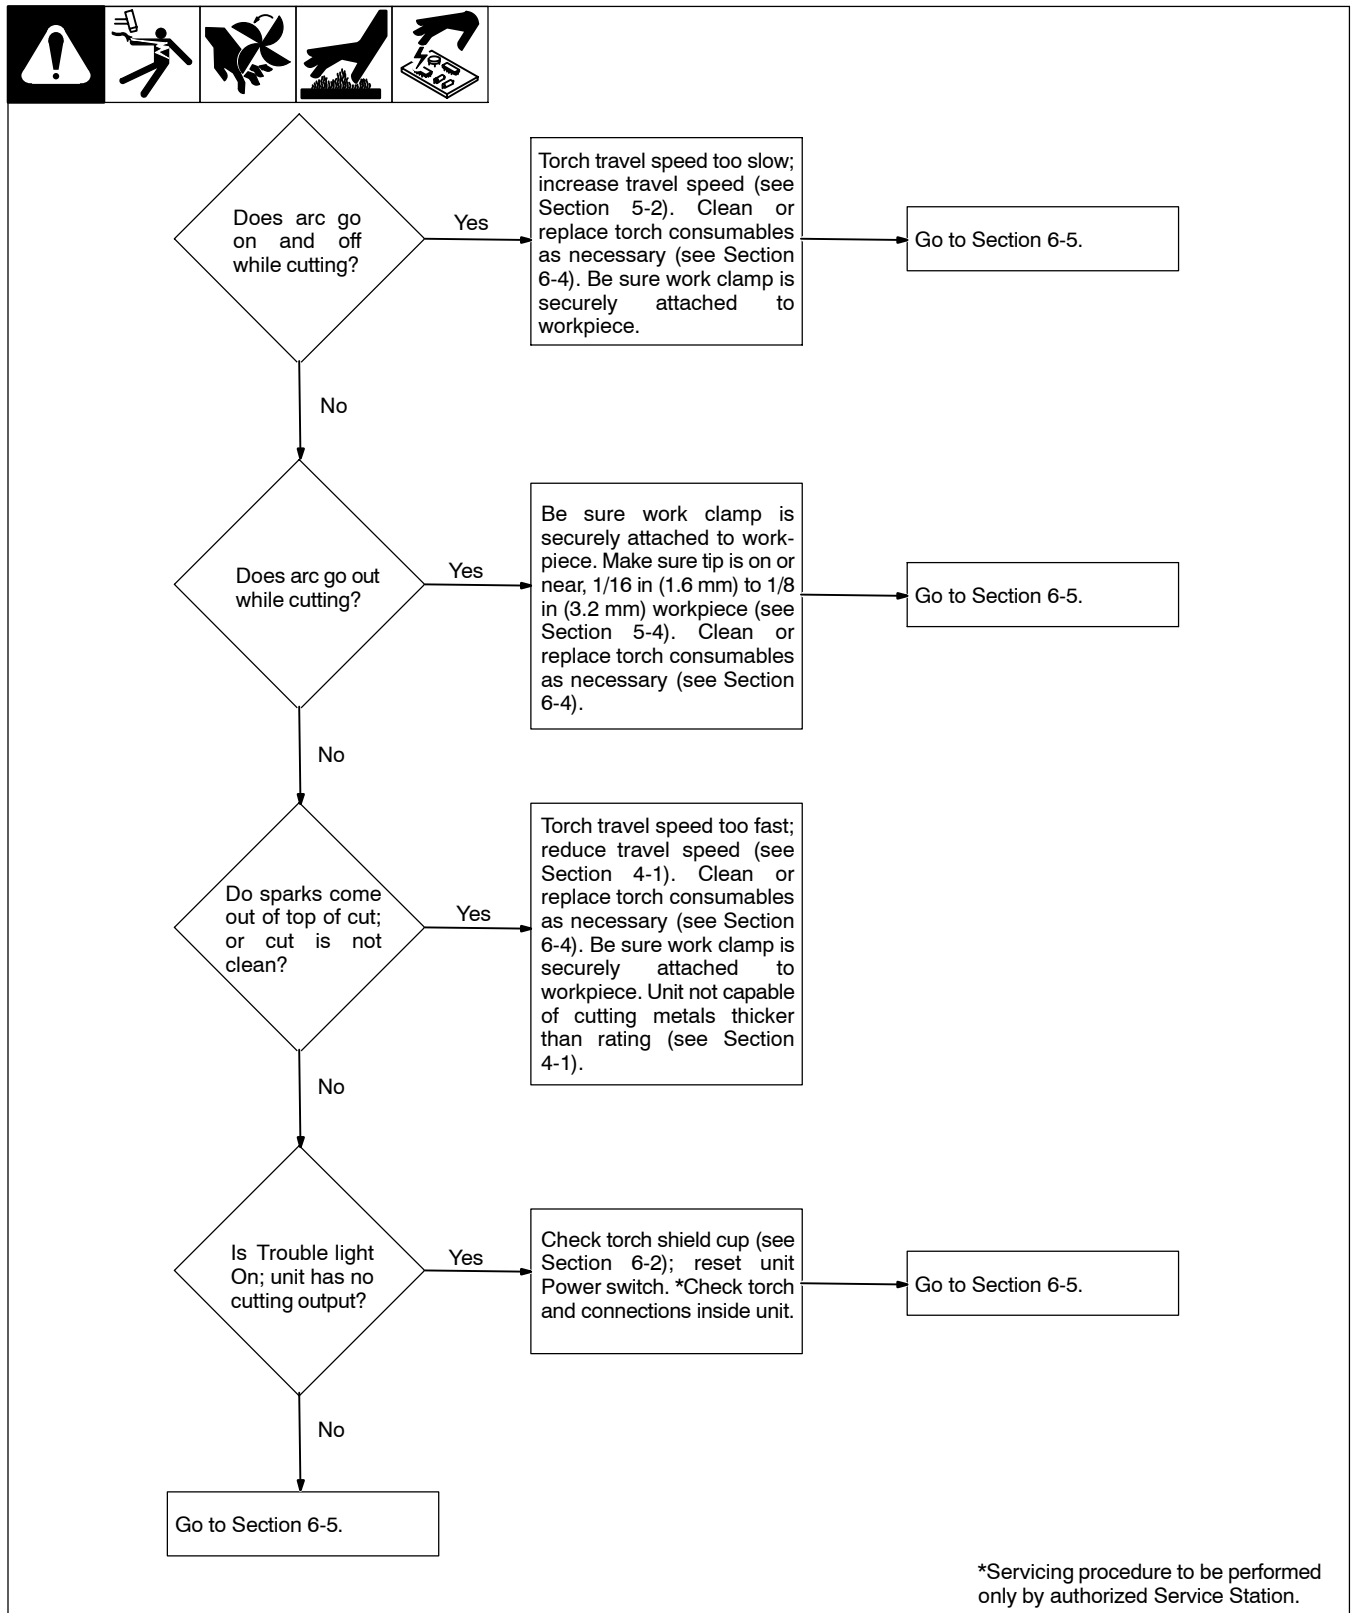 Does arc go
on and off
while cutting?
Yes
Torch travel speed too slow;
increase travel speed (see
Section 5-2). Clean or
replace torch consumables
as necessary (see Section
6-4). Be sure work clamp is
securely attached to
workpiece.
Go to Section 6-5.
No
Does arc go out
while cutting?
Yes
Be sure work clamp is
securely attached to work-
piece. Make sure tip is on or
near, 1/16 in (1.6 mm) to 1/8
in (3.2 mm) workpiece (see
Section 5-4). Clean or
replace torch consumables
as necessary (see Section
6-4).
Go to Section 6-5.
No
Do sparks come
out of top of cut;
or cut is not
clean?
Yes
Torch travel speed too fast;
reduce travel speed (see
Section 4-1). Clean or
replace torch consumables
as necessary (see Section
6-4). Be sure work clamp is
securely attached to
workpiece. Unit not capable
of cutting metals thicker
than rating (see Section
4-1).
No
Is Trouble light
On; unit has no
cutting output?
Yes
Check torch shield cup (see
Section 6-2); reset unit
Power switch. *Check torch
and connections inside unit.
Go to Section 6-5.
No
Go to Section 6-5.
*Servicing procedure to be performed
only by authorized Service Station.